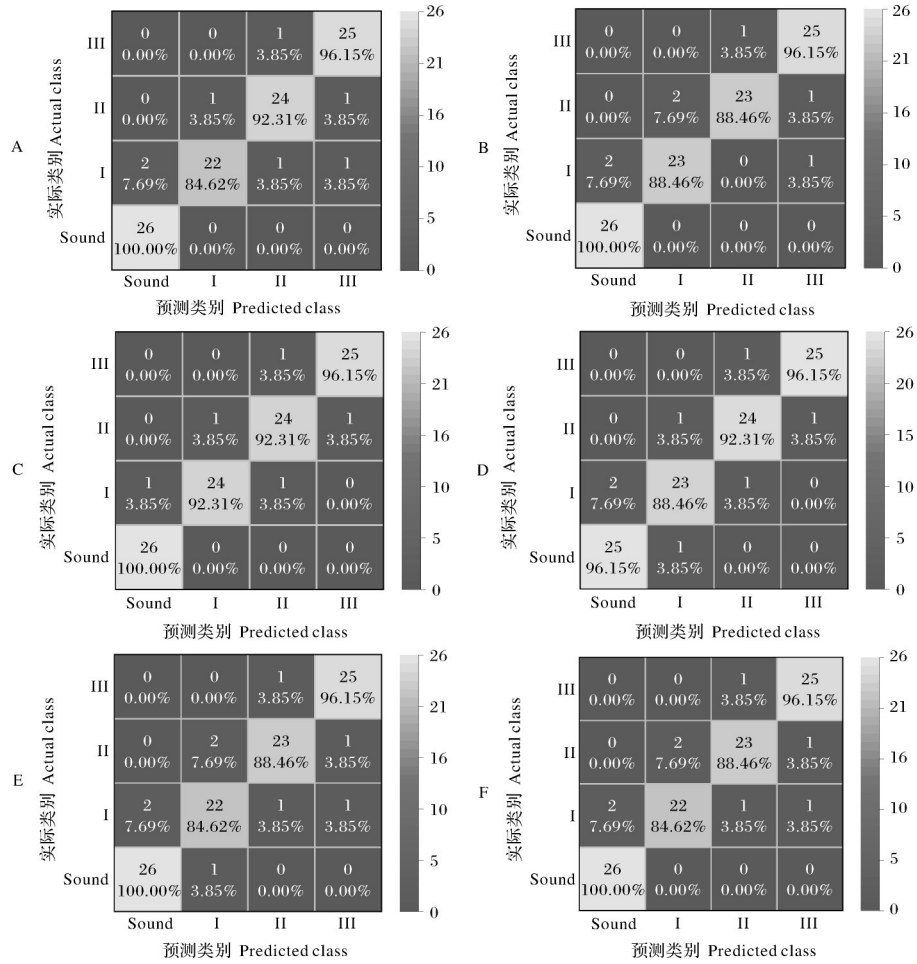 A
实际类别 Actual class
III
0 0 1 25
0.00% 0.00% 3.85% 96.15%
II
0 1 24 1
0.00% 3.85% 92.31% 3.85%
I
2 22 1 1
7.69% 84.62% 3.85% 3.85%
Sound
26 0 0 0
100.00% 0.00% 0.00% 0.00%
Sound I II III
预测类别 Predicted class
26
21
16
10
5
0
B
实际类别 Actual class
III
0 0 1 25
0.00% 0.00% 3.85% 96.15%
II
0 2 23 1
0.00% 7.69% 88.46% 3.85%
I
2 23 0 1
7.69% 88.46% 0.00% 3.85%
Sound
26 0 0 0
100.00% 0.00% 0.00% 0.00%
Sound I II III
预测类别 Predicted class
26
21
16
10
5
0
C
实际类别 Actual class
III
0 0 1 25
0.00% 0.00% 3.85% 96.15%
II
0 1 24 1
0.00% 3.85% 92.31% 3.85%
I
1 24 1 0
3.85% 92.31% 3.85% 0.00%
Sound
26 0 0 0
100.00% 0.00% 0.00% 0.00%
Sound I II III
预测类别 Predicted class
26
21
16
10
5
0
D
实际类别 Actual class
III
0 0 1 25
0.00% 0.00% 3.85% 96.15%
II
0 1 24 1
0.00% 3.85% 92.31% 3.85%
I
2 23 1 0
7.69% 88.46% 3.85% 0.00%
Sound
25 1 0 0
96.15% 3.85% 0.00% 0.00%
Sound I II III
预测类别 Predicted class
26
20
15
10
5
0
E
实际类别 Actual class
III
0 0 1 25
0.00% 0.00% 3.85% 96.15%
II
0 2 23 1
0.00% 7.69% 88.46% 3.85%
I
2 22 1 1
7.69% 84.62% 3.85% 3.85%
Sound
26 1 0 0
100.00% 3.85% 0.00% 0.00%
Sound I II III
预测类别 Predicted class
26
21
16
10
5
0
F
实际类别 Actual class
III
0 0 1 25
0.00% 0.00% 3.85% 96.15%
II
0 2 23 1
0.00% 7.69% 88.46% 3.85%
I
2 22 1 1
7.69% 84.62% 3.85% 3.85%
Sound
26 0 0 0
100.00% 0.00% 0.00% 0.00%
Sound I II III
预测类别 Predicted class
26
21
16
10
5
0